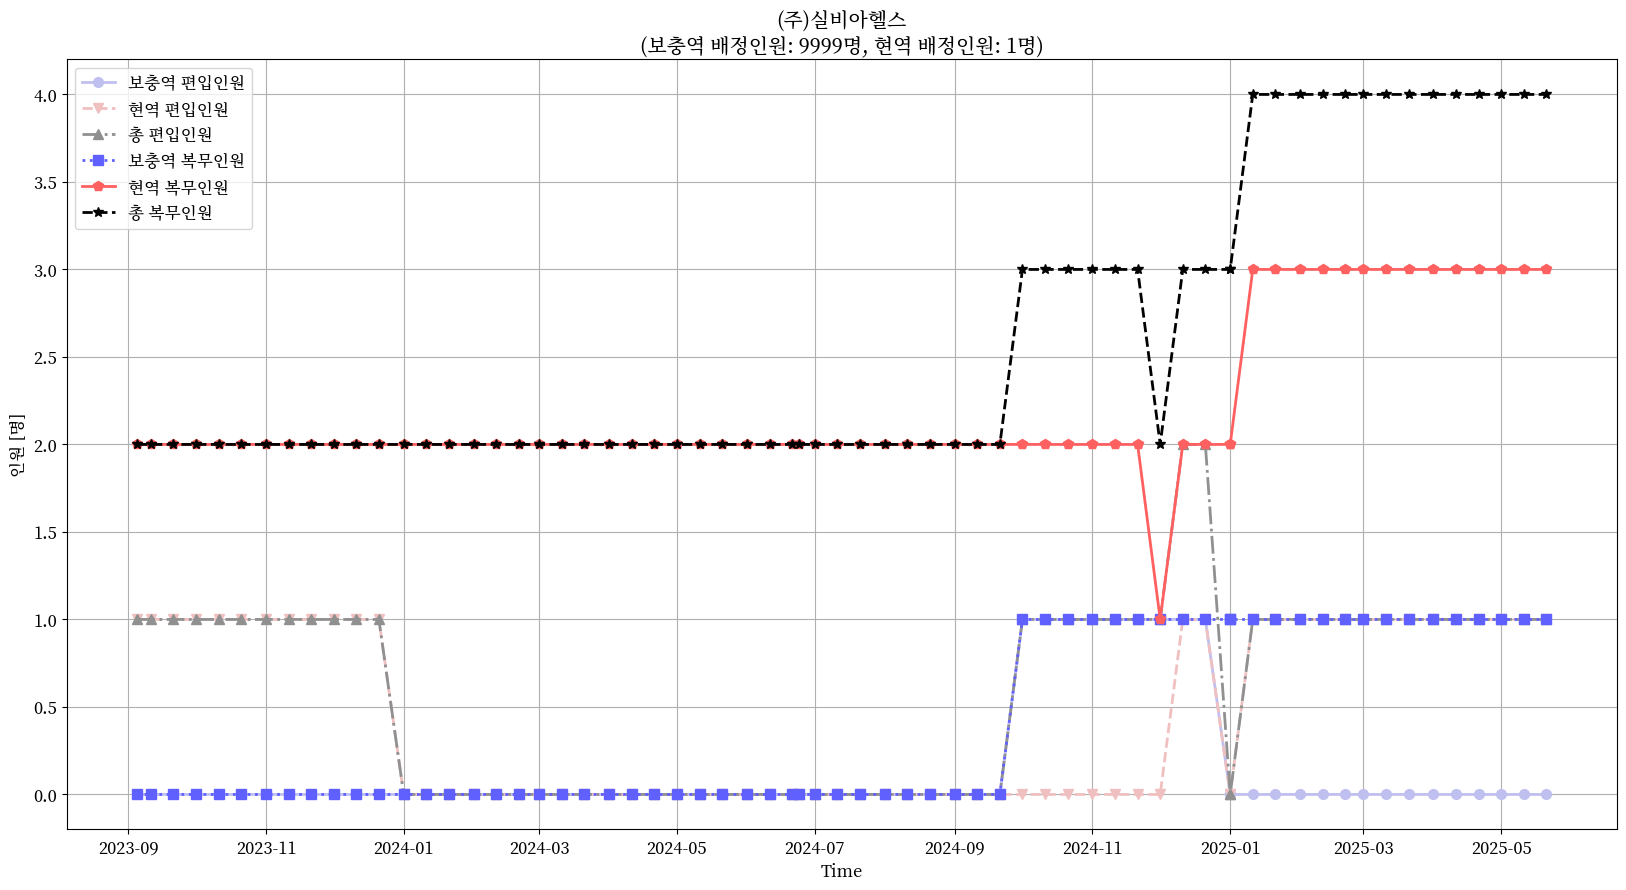 (주)실비아헬스
(보충역 배정인원: 9999명, 현역 배정인원: 1명)
보충역 편입인원
현역 편입인원
총 편입인원
보충역 복무인원
현역 복무인원
총 복무인원
인원 [명]
4.0
3.5
3.0
2.5
2.0
1.5
1.0
0.5
0.0
2023-09
2023-11
2024-01
2024-03
2024-05
2024-07
2024-09
2024-11
2025-01
2025-03
2025-05
Time